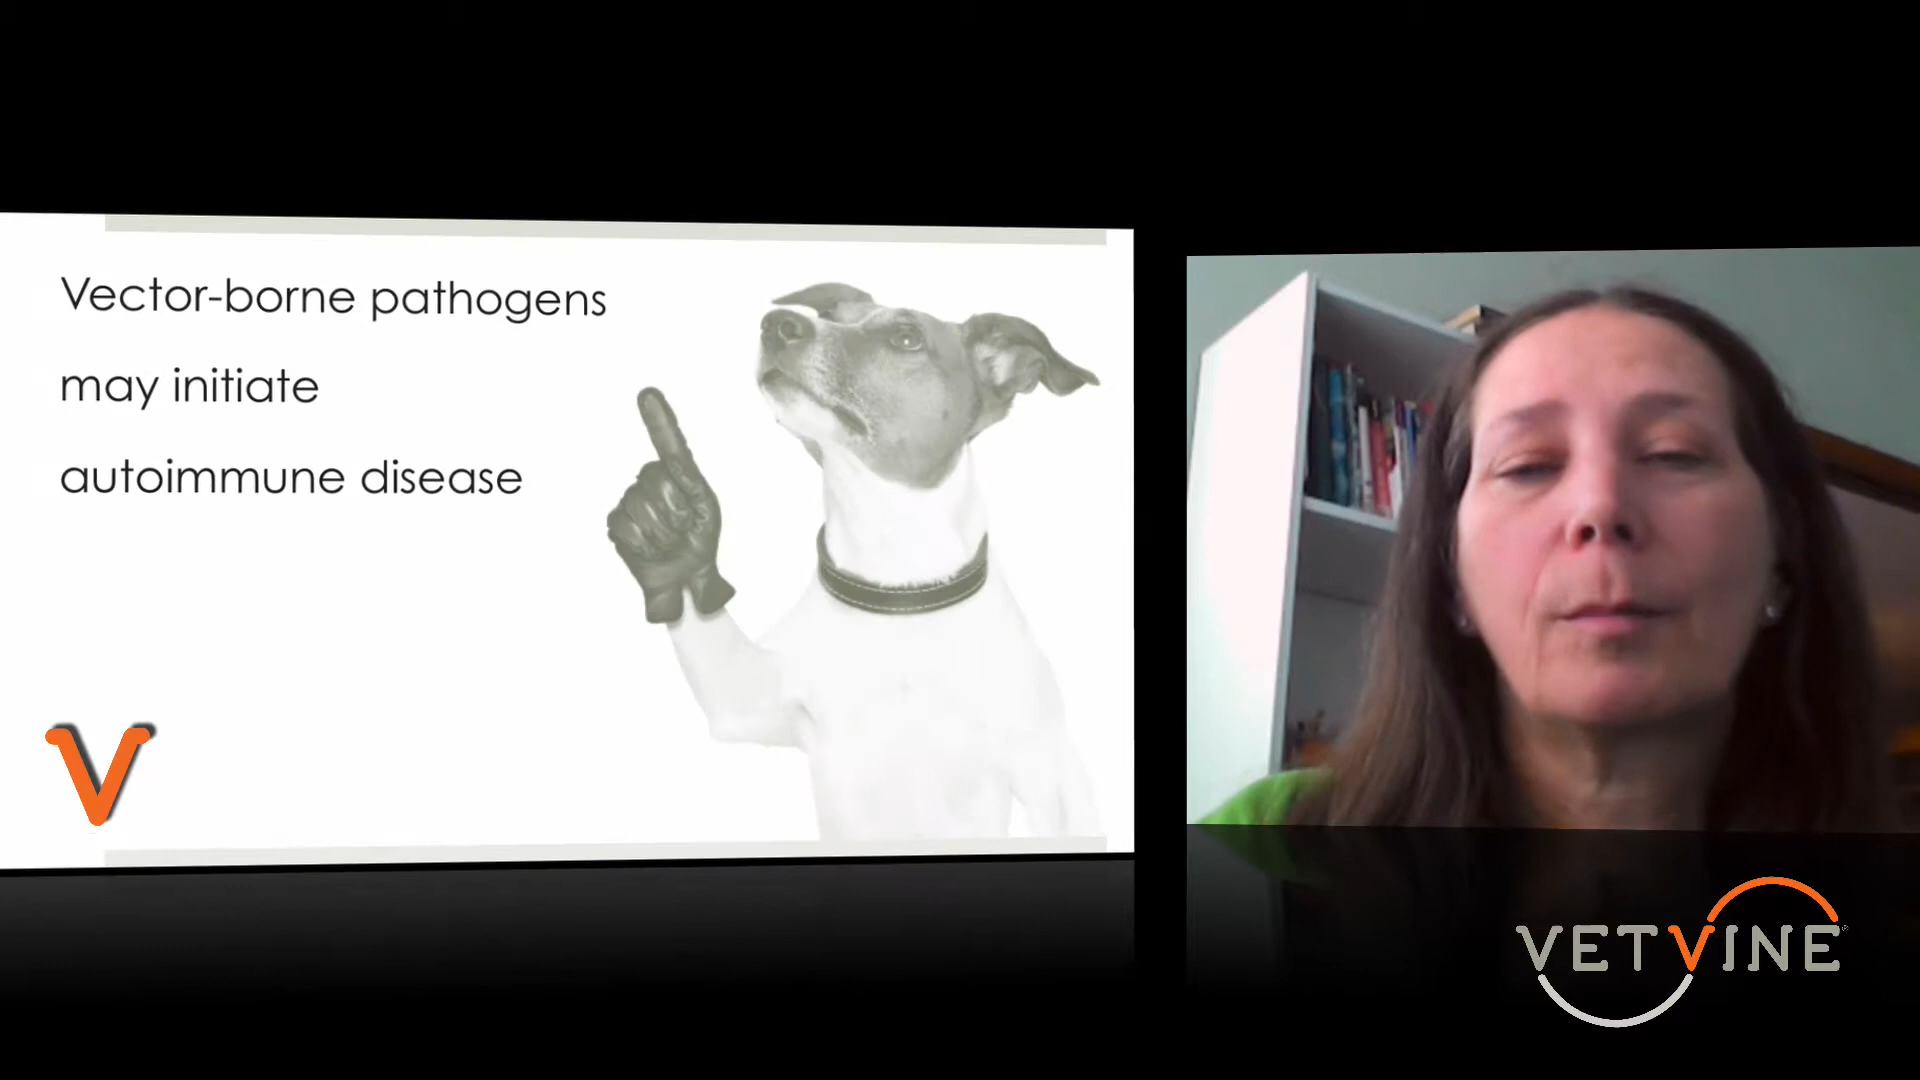 Vector-borne pathogens
may initiate
autoimmune disease
V
VETVINE